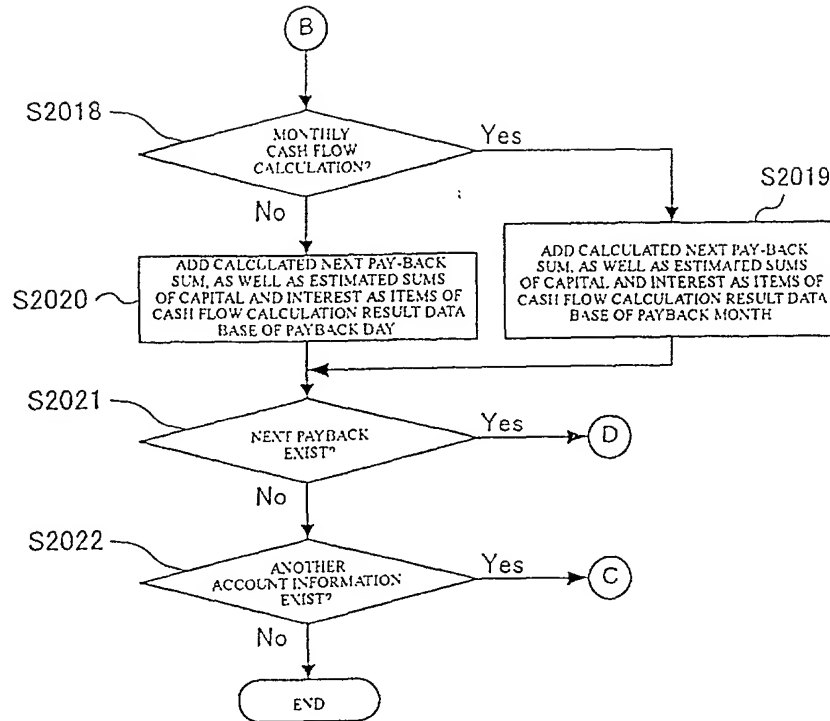 B
S2018
MONTHLY
CASH FLOW
CALCULATION?
Yes
No
S2019
ADD CALCULATED NEXT PAY-BACK
SUM, AS WELL AS ESTIMATED SUMS
OF CAPITAL AND INTEREST AS ITEMS OF
CASH FLOW CALCULATION RESULT DATA
BASE OF PAYBACK MONTH
S2020
ADD CALCULATED NEXT PAY-BACK
SUM, AS WELL AS ESTIMATED SUMS
OF CAPITAL AND INTEREST AS ITEMS OF
CASH FLOW CALCULATION RESULT DATA
BASE OF PAYBACK DAY
S2021
NEXT PAYBACK
EXIST?
Yes
D
No
S2022
ANOTHER
ACCOUNT INFORMATION
EXIST?
Yes
C
No
END